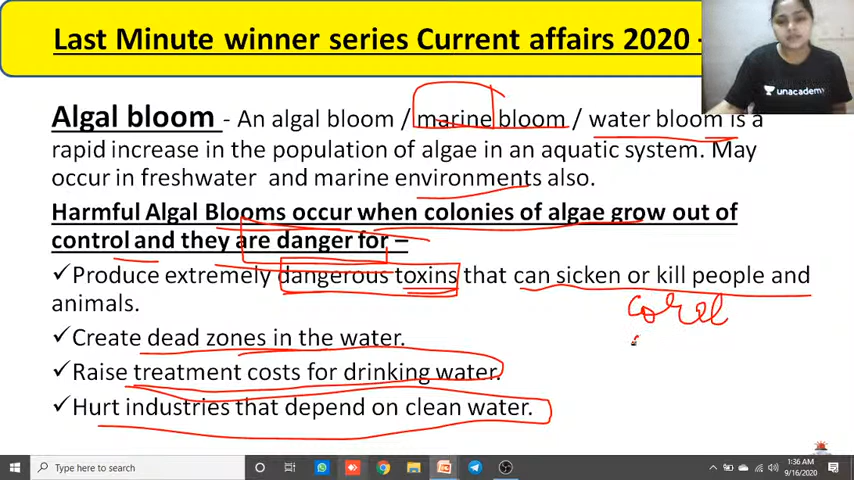 Last Minute winner series Current affairs 2020 -
unacademy
Algal bloom - An algal bloom / marine bloom / water bloom is a
rapid increase in the population of algae in an aquatic system. May
occur in freshwater and marine environments also.
Harmful Algal Blooms occur when colonies of algae grow out of
control and they are danger for –
✓Produce extremely dangerous toxins that can sicken or kill people and
animals.
corel
✓Create dead zones in the water.
✓Raise treatment costs for drinking water.
✓Hurt industries that depend on clean water.
Type here to search
1:36 AM
9/16/2020